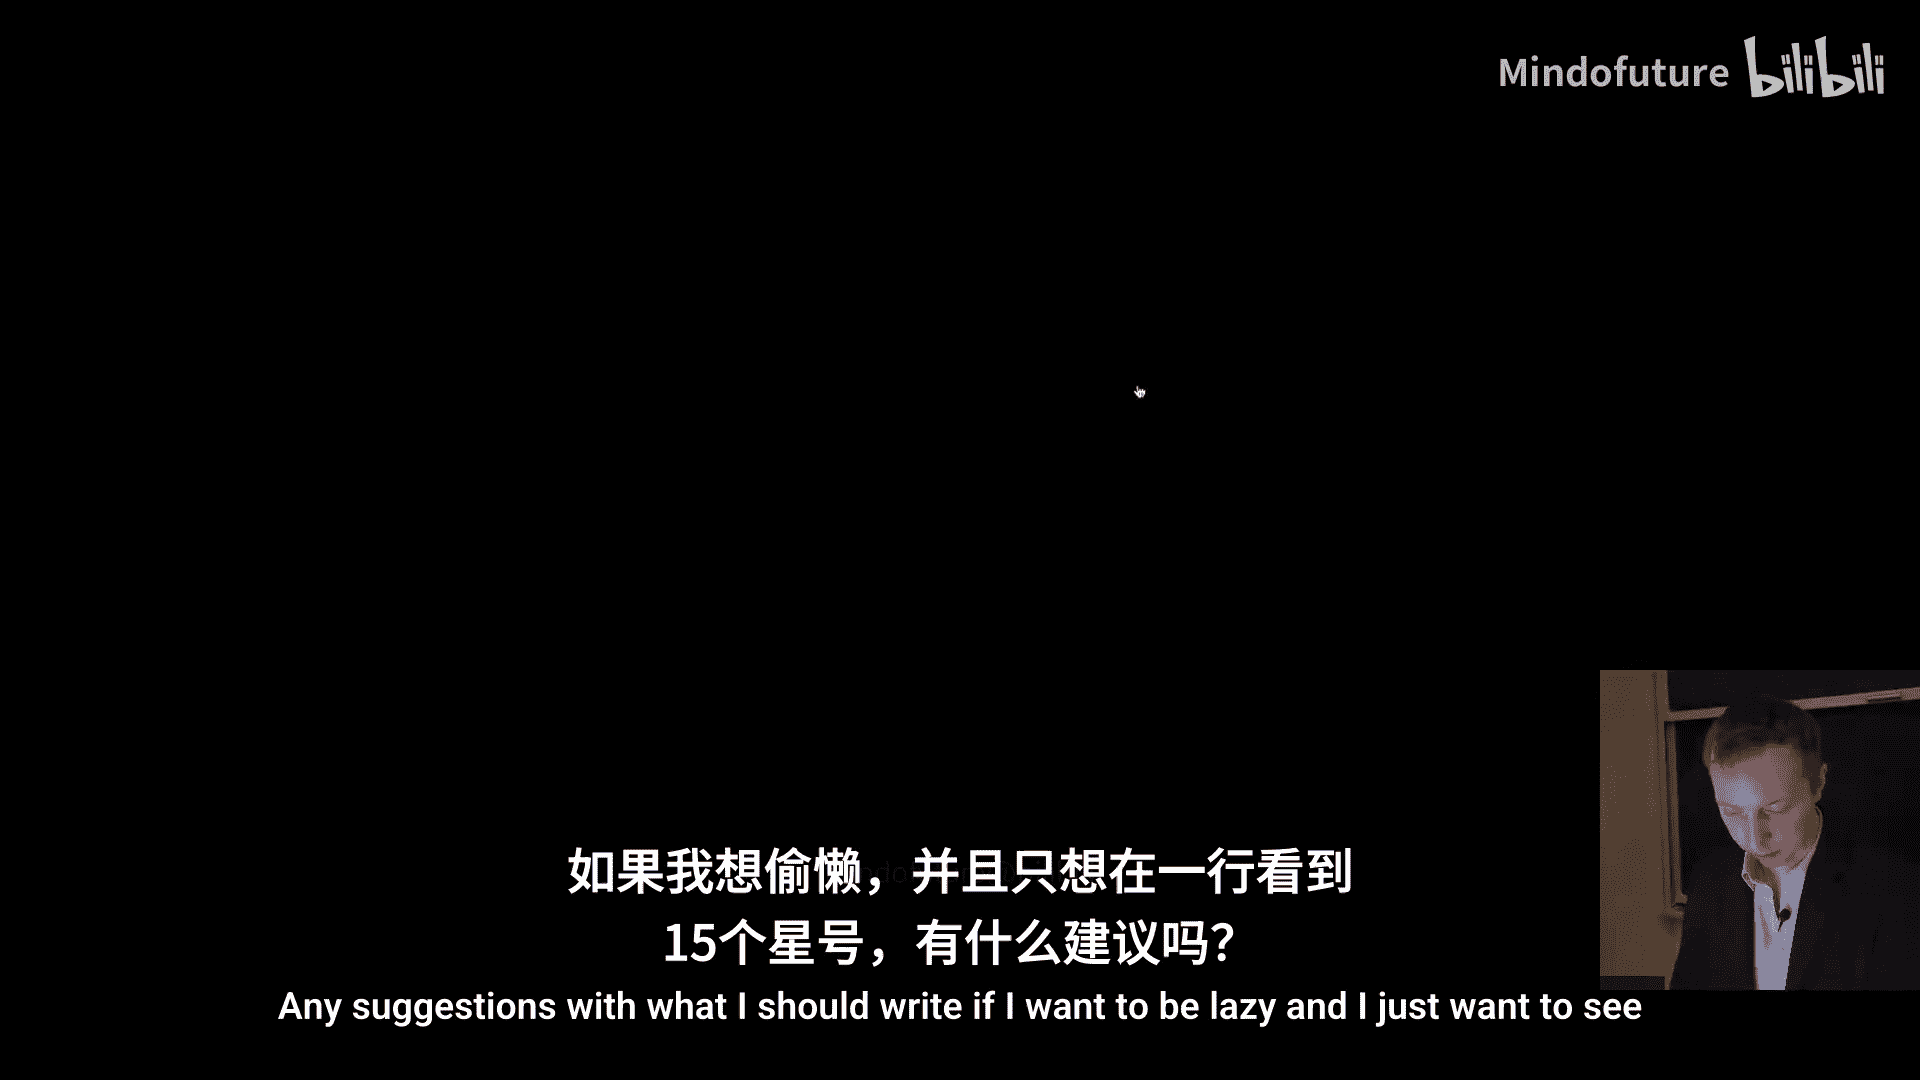 Mindofuture bilibili
如果我想偷懒，并且只想在一行看到
15个星号，有什么建议吗？
Any suggestions with what I should write if I want to be lazy and I just want to see